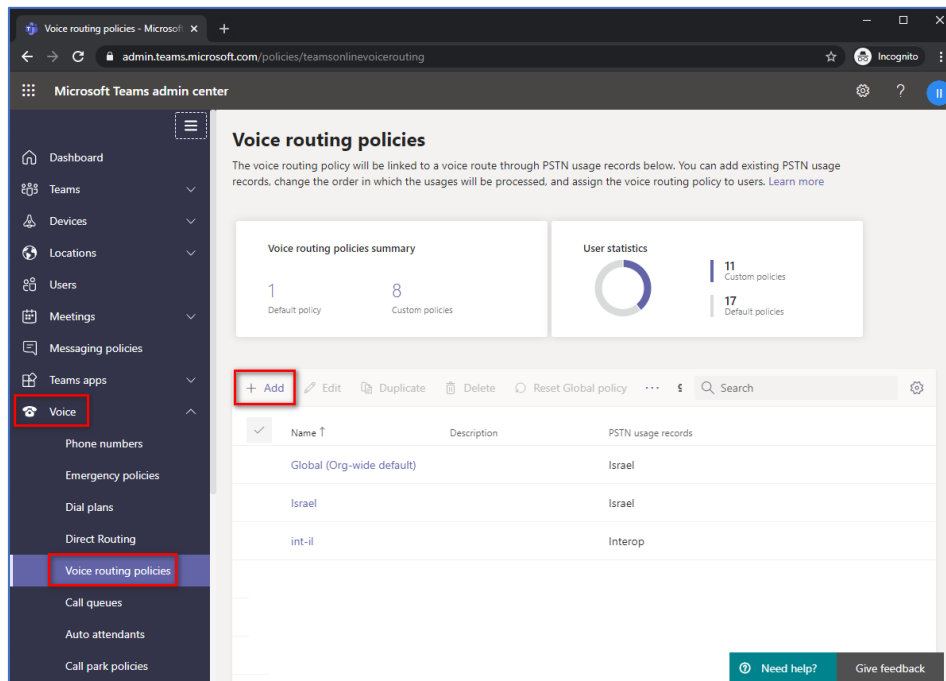 Voice routing policies - Microsof
admin.teams.microsoft.com/policies/teamsonlinevoicerouting
Incognito
Microsoft Teams admin center
?
II
Dashboard
Teams
Devices
Locations
Users
Meetings
Messaging policies
Teams apps
Voice
Phone numbers
Emergency policies
Dial plans
Direct Routing
Voice routing policies
Call queues
Auto attendants
Call park policies
Voice routing policies
The voice routing policy will be linked to a voice route through PSTN usage records below. You can add existing PSTN usage
records, change the order in which the usages will be processed, and assign the voice routing policy to users. Learn more
Voice routing policies summary
1
Default policy
8
Custom policies
User statistics
11
Custom policies
17
Default policies
+ Add Edit Duplicate Delete Reset Global policy ··· Search
Name ↑ Description PSTN usage records
Global (Org-wide default) Israel
Israel Israel
int-il Interop
Need help? Give feedback